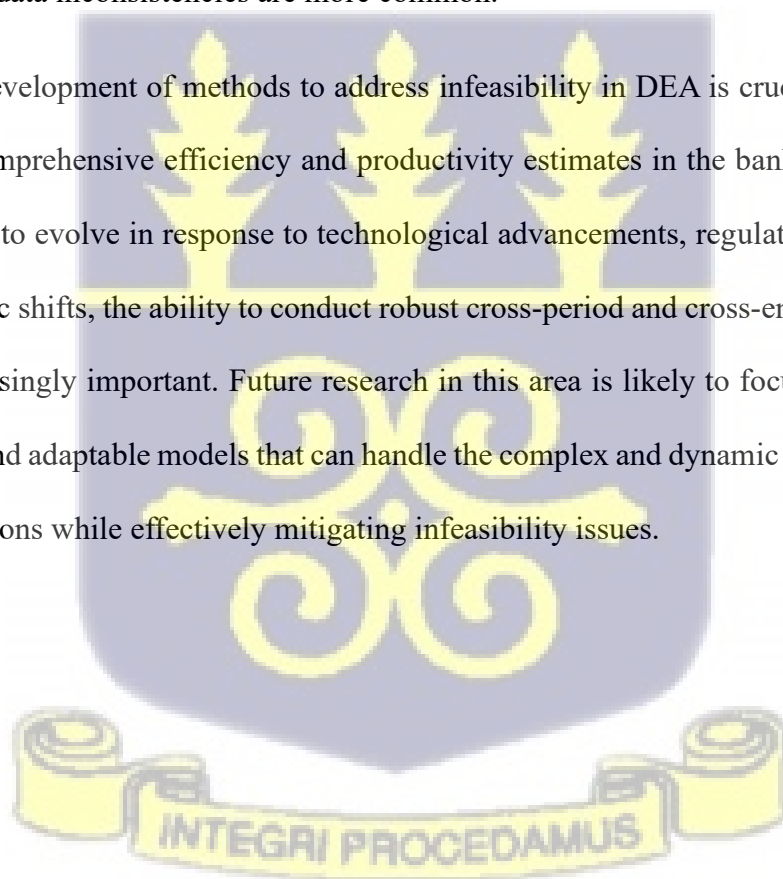 data inconsistencies are more common.
evelopment of methods to address infeasibility in DEA is cruc
mprehensive efficiency and productivity estimates in the bank
to evolve in response to technological advancements, regulat
c shifts, the ability to conduct robust cross-period and cross-en
singly important. Future research in this area is likely to focu
nd adaptable models that can handle the complex and dynamic
ons while effectively mitigating infeasibility issues.
INTEGRI PROCEDAMUS